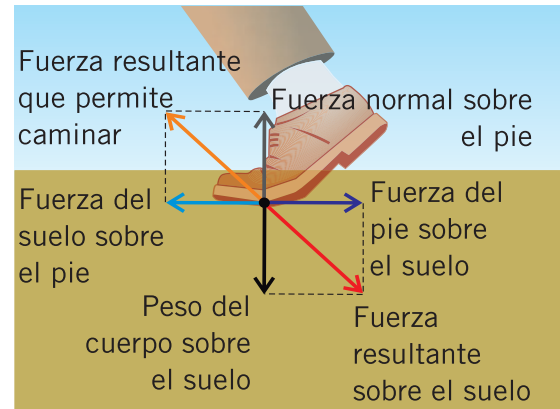 Fuerza resultante
que permite
caminar
Fuerza normal sobre
el pie
Fuerza del
suelo sobre
el pie
Fuerza del
pie sobre
el suelo
Peso del
cuerpo sobre
el suelo
Fuerza
resultante
sobre el suelo